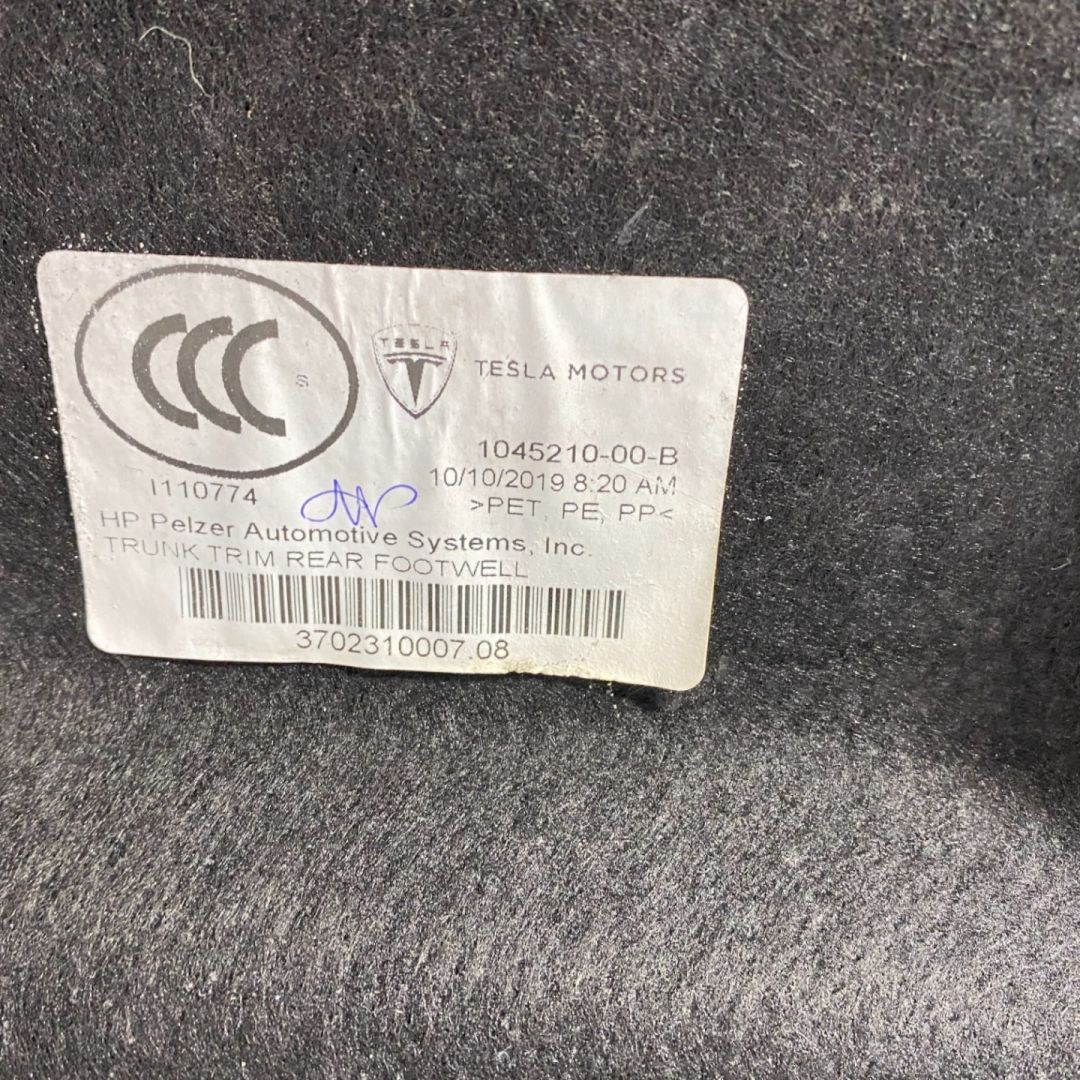 CCC S
TESLA
TESLA MOTORS
1045210-00-B
10/10/2019 8:20 AM
I110774
>PET, PE, PP<
HP Pelzer Automotive Systems, Inc.
TRUNK TRIM REAR FOOTWELL
3702310007.08